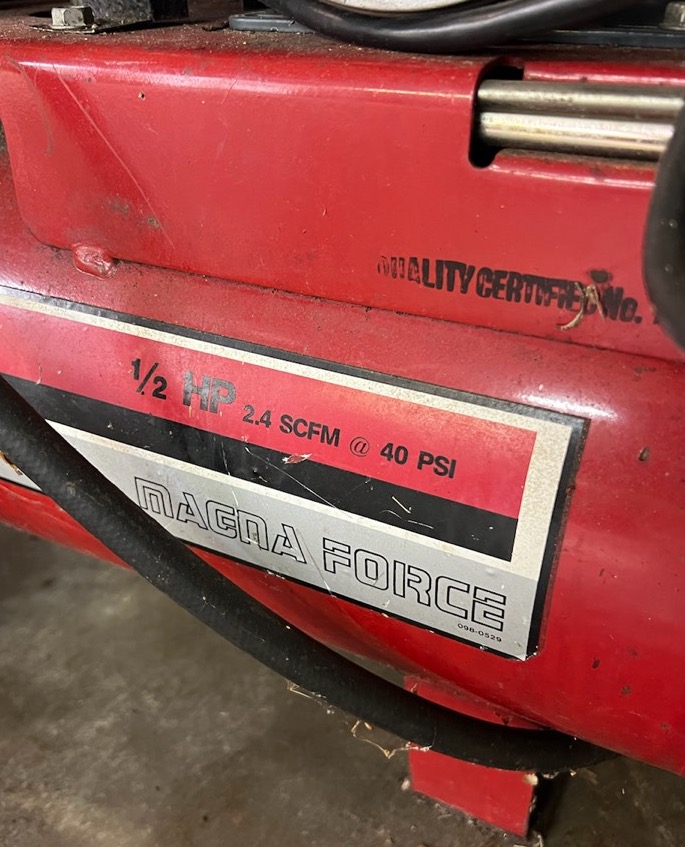 QUALITY CERTIFIED No.
1/2 HP 2.4 SCFM @ 40 PSI
MAGNA FORCE
098-0529